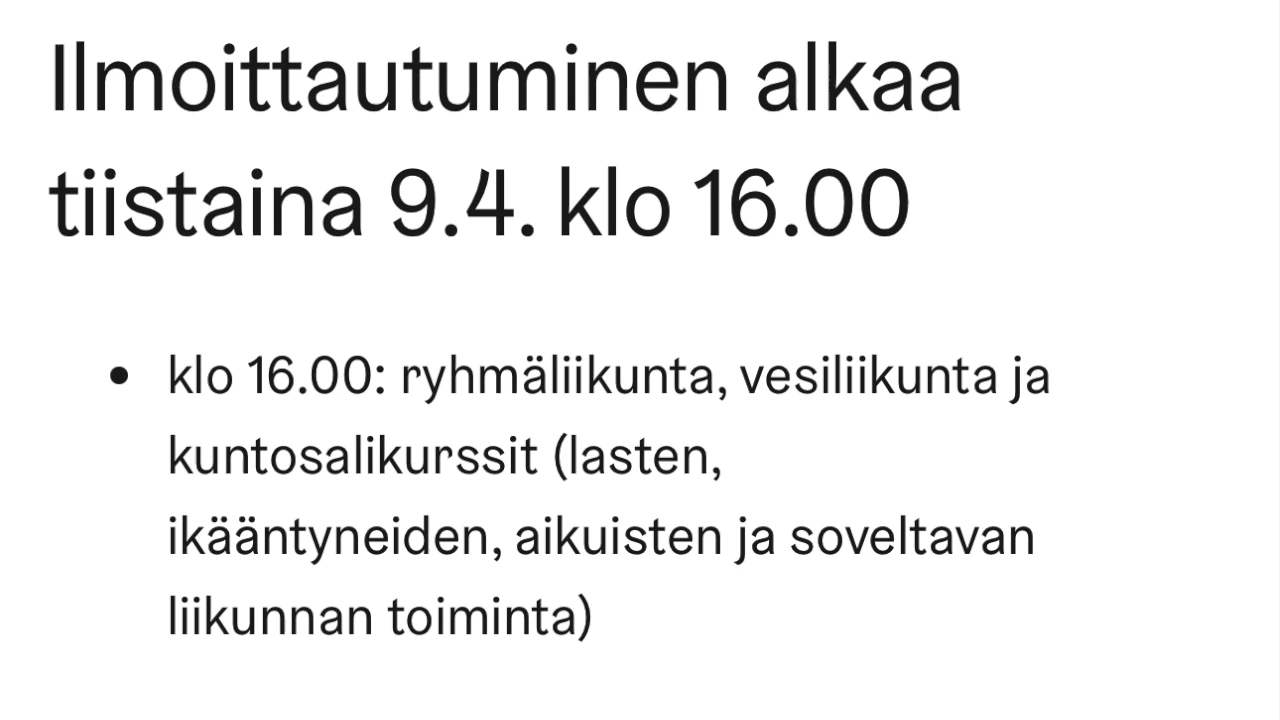 Ilmoittautuminen alkaa
tiistaina 9.4. klo 16.00
• klo 16.00: ryhmäliikunta, vesiliikunta ja
kuntosalikurssit (lasten,
ikääntyneiden, aikuisten ja soveltavan
liikunnan toiminta)